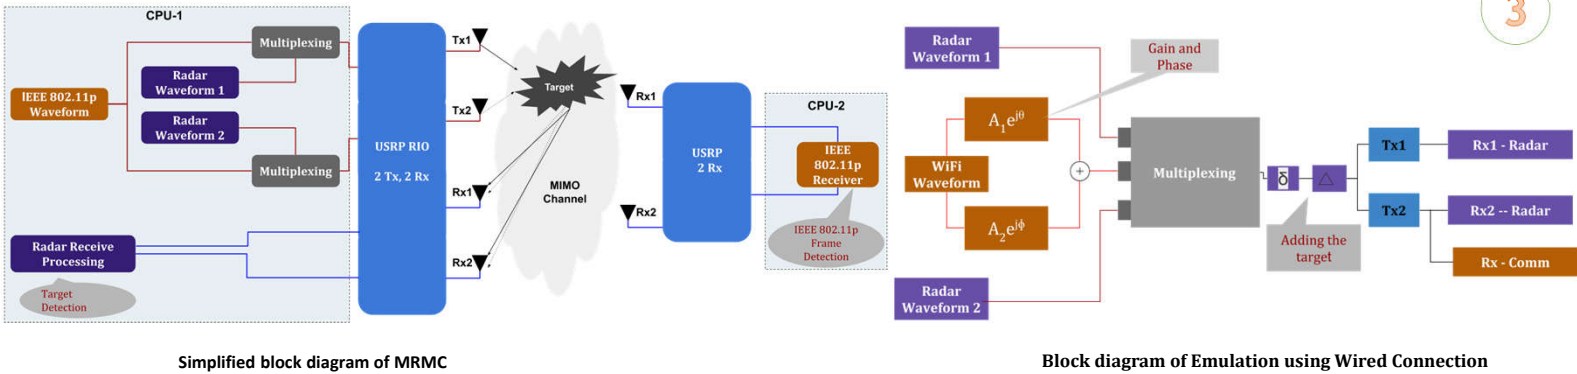 CPU-1
Multiplexing
Radar
Waveform 1
IEEE 802.11p
Waveform
Radar
Waveform 2
Multiplexing
Radar Receive
Processing
Target
Detection
USRP RIO
2 Tx, 2 Rx
Tx1
Tx2
Rx1
Rx2
Target
MIMO
Channel
Rx1
Rx2
USRP
2 Rx
CPU-2
IEEE
802.11p
Receiver
IEEE 802.11p
Frame
Detection
Simplified block diagram of MRMC
3
Radar
Waveform 1
Gain and
Phase
A₁eʲᶿ
WiFi
Waveform
+
A₂eʲᶲ
Radar
Waveform 2
Multiplexing
δ
△
Adding the
target
Tx1
Tx2
Rx1 - Radar
Rx2 -- Radar
Rx - Comm
Block diagram of Emulation using Wired Connection